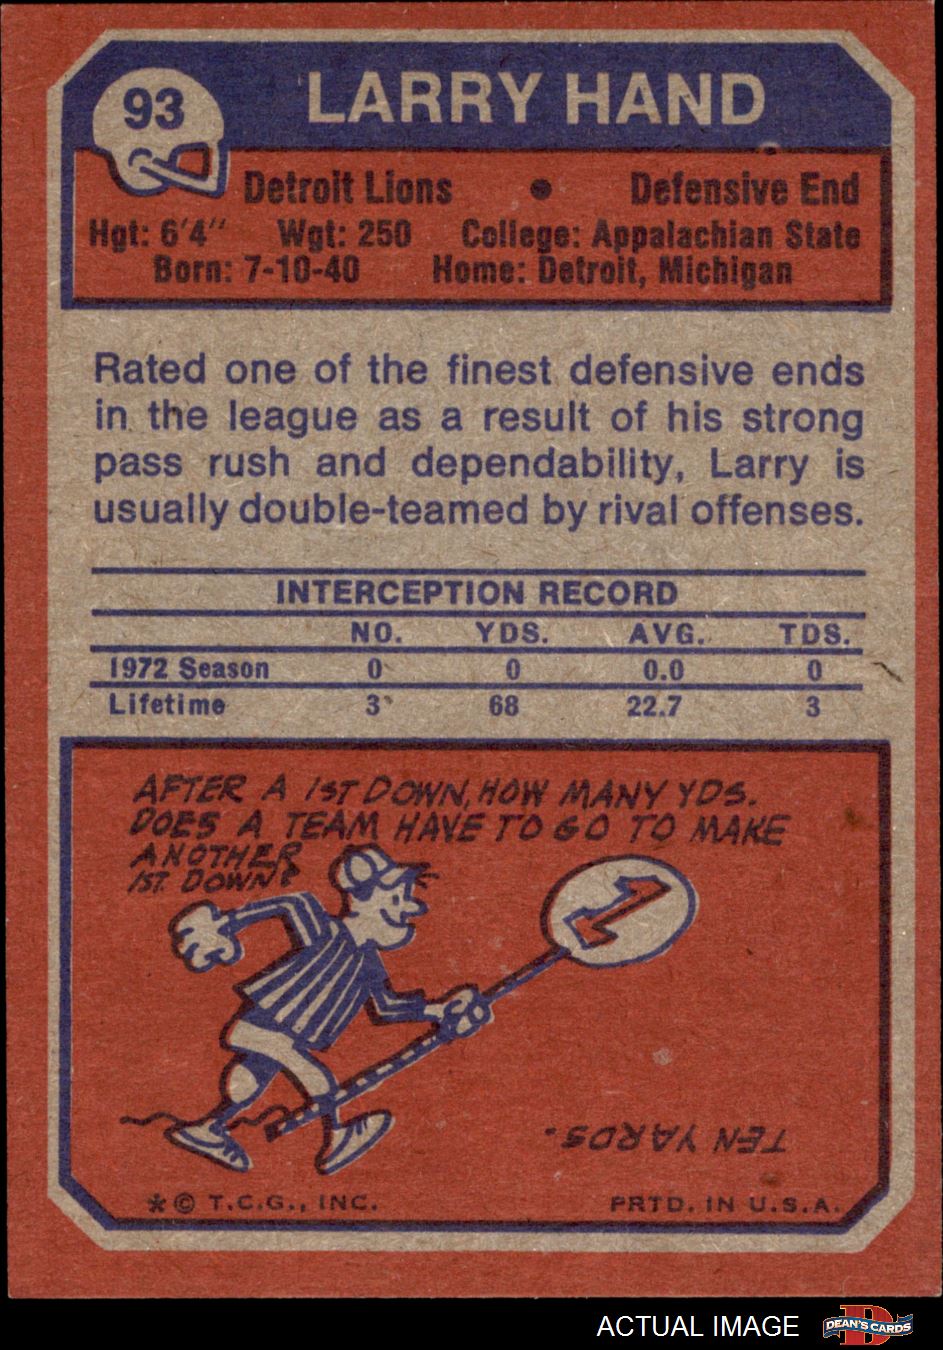 93
LARRY HAND
Detroit Lions • Defensive End
Hgt: 6'4" Wgt: 250 College: Appalachian State
Born: 7-10-40 Home: Detroit, Michigan
Rated one of the finest defensive ends
in the league as a result of his strong
pass rush and dependability, Larry is
usually double-teamed by rival offenses.
INTERCEPTION RECORD
NO. YDS. AVG. TDS.
1972 Season 0 0 0.0 0
Lifetime 3 68 22.7 3
AFTER A 1ST DOWN, HOW MANY YDS.
DOES A TEAM HAVE TO GO TO MAKE
ANOTHER
1ST DOWN?
1
TEN YARDS.
*© T.C.G., INC. PRTD. IN U.S.A.
ACTUAL IMAGE
D
DEAN'S CARDS